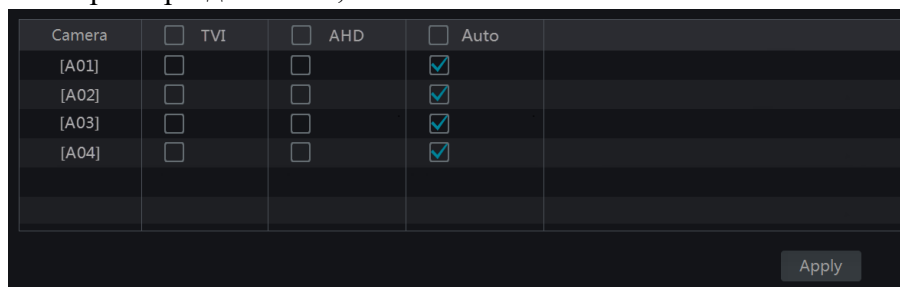 Camera TVI AHD Auto
[A01]
[A02]
[A03]
[A04]
Apply